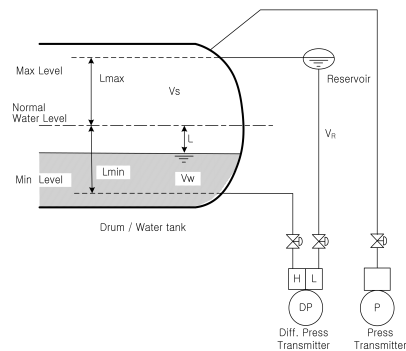 Max Level
Lmax
Vs
Reservoir
Normal
Water Level
L
VR
Min Level
Lmin
Vw
Drum / Water tank
H
L
DP
P
Diff. Press
Transmitter
Press
Transmitter